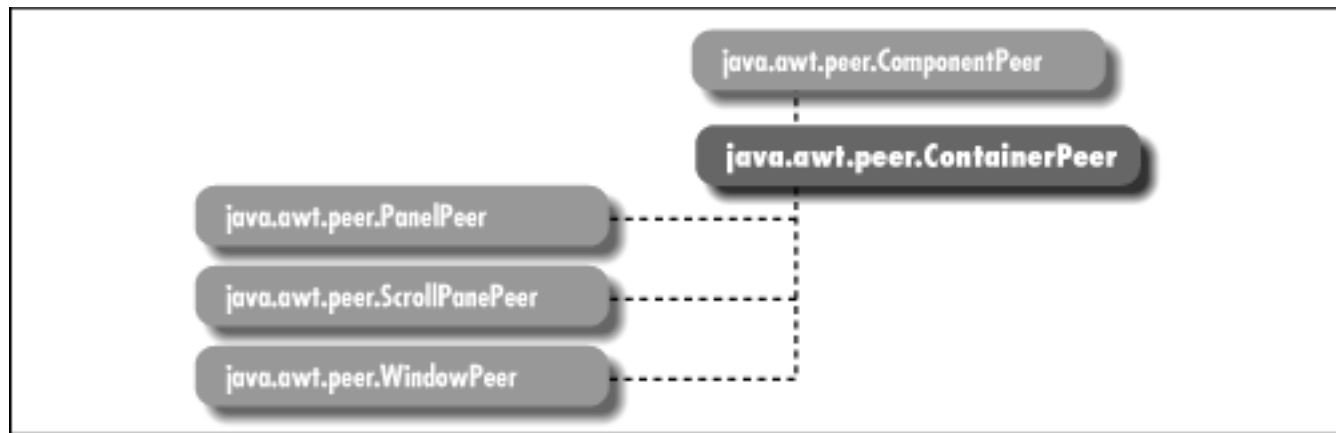 java.awt.peer.ComponentPeer
java.awt.peer.ContainerPeer
java.awt.peer.PanelPeer
java.awt.peer.ScrollPanePeer
java.awt.peer.WindowPeer